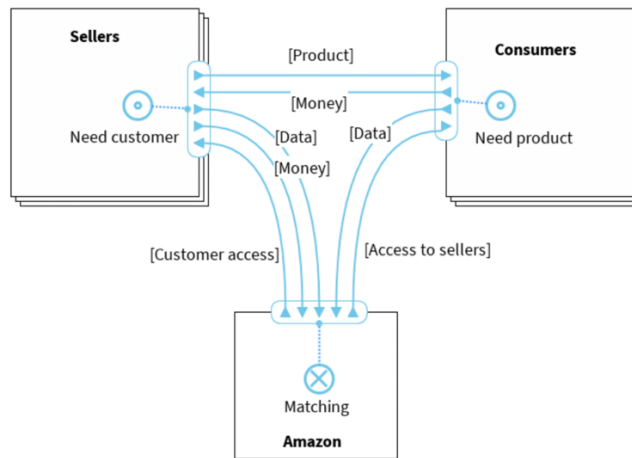 Sellers
Consumers
[Product]
[Money]
Need customer
[Data]
[Data]
Need product
[Money]
[Customer access]
[Access to sellers]
Matching
Amazon